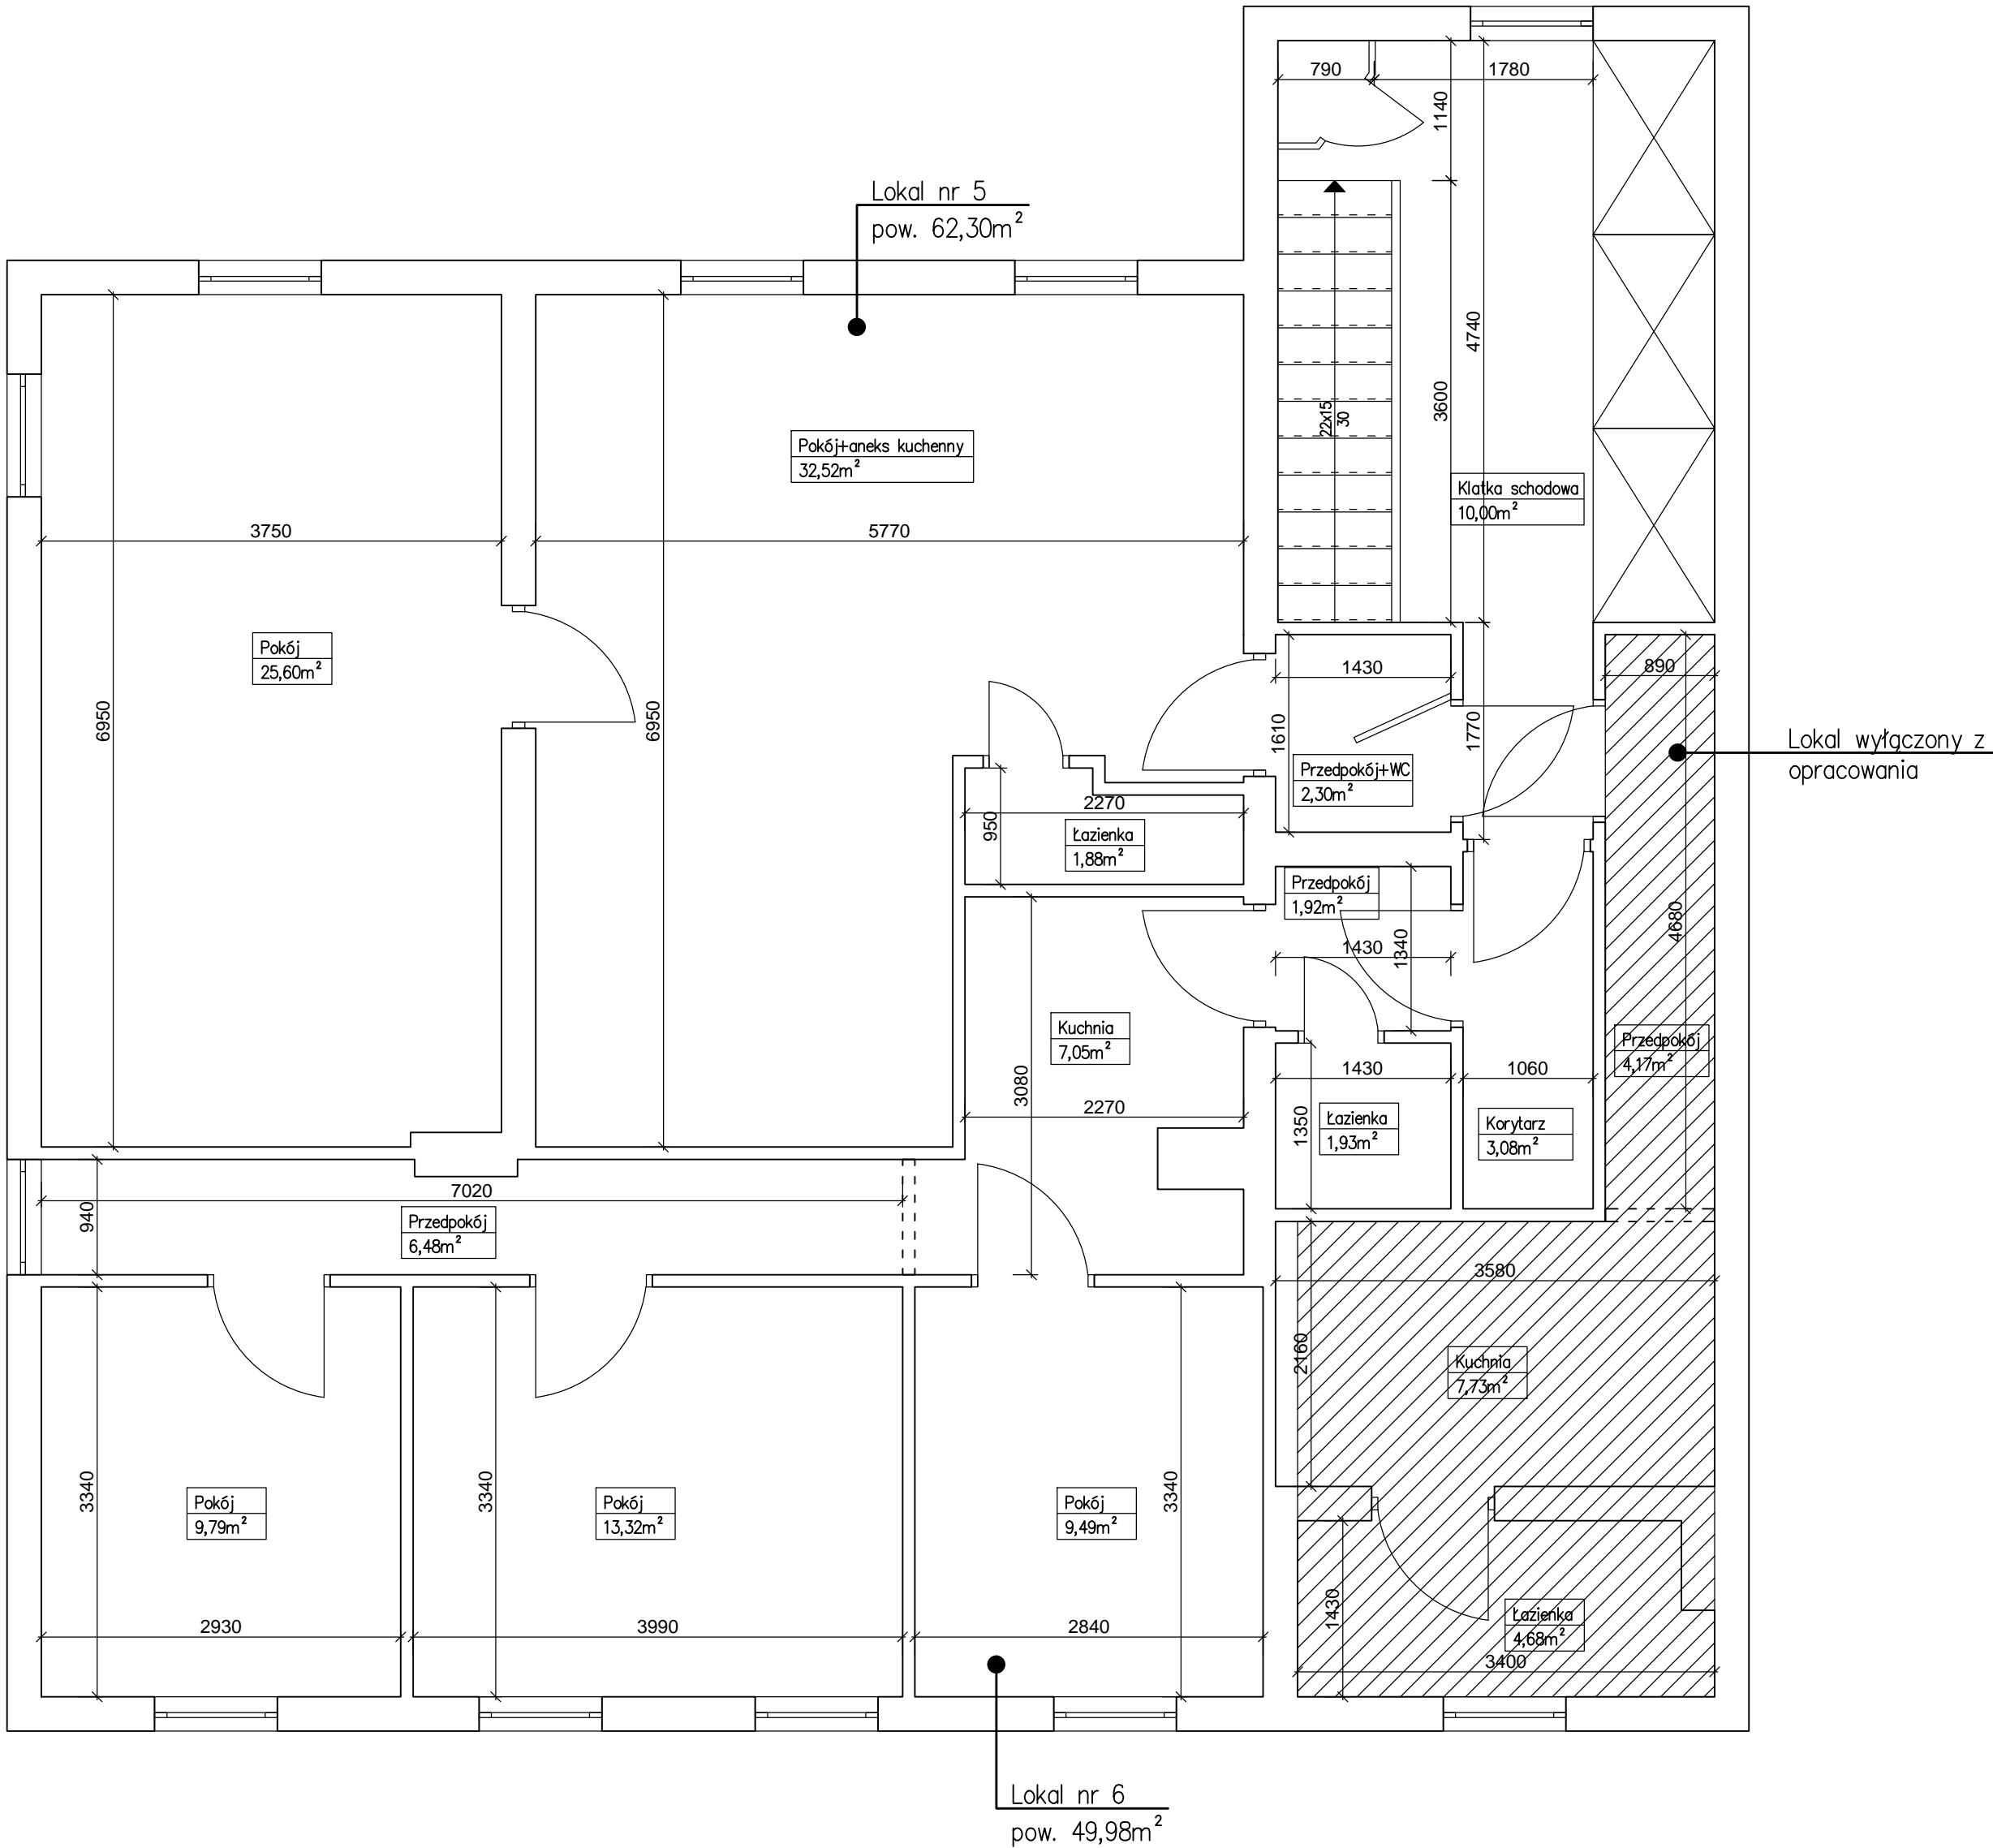 790
1780
1140
Lokal nr 5
pow. 62,30m²
4740
3600
22x15
30
Pokój+aneks kuchenny
32,52m²
Klatka schodowa
10,00m²
3750
5770
Pokój
25,60m²
6950
6950
1430
890
1610
1770
Lokal wyłączony z
opracowania
Przedpokój+WC
2,30m²
2270
950
Łazienka
1,88m²
Przedpokój
1,92m²
1430
1340
4680
Kuchnia
7,05m²
Przedpokój
4,17m²
3080
1430
1060
2270
1350
Łazienka
1,93m²
Korytarz
3,08m²
7020
940
Przedpokój
6,48m²
3580
2160
Kuchnia
7,73m²
3340
3340
3340
Pokój
9,79m²
Pokój
13,32m²
Pokój
9,49m²
1430
Łazienka
4,68m²
2930
3990
2840
3400
Lokal nr 6
pow. 49,98m²